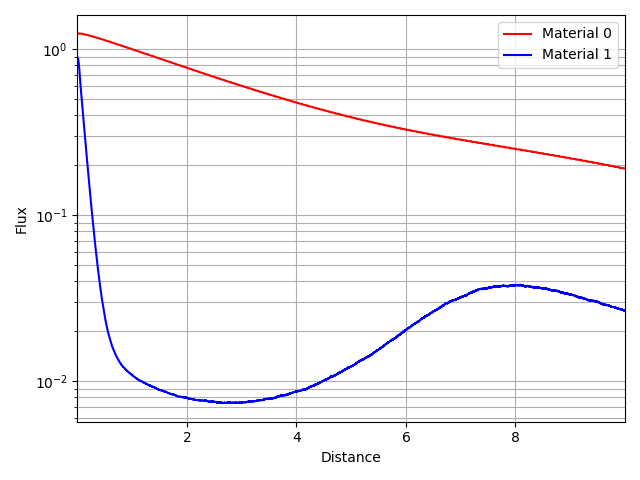 Material 0
Material 1
10⁰
10⁻¹
10⁻²
Flux
2 4 6 8
Distance